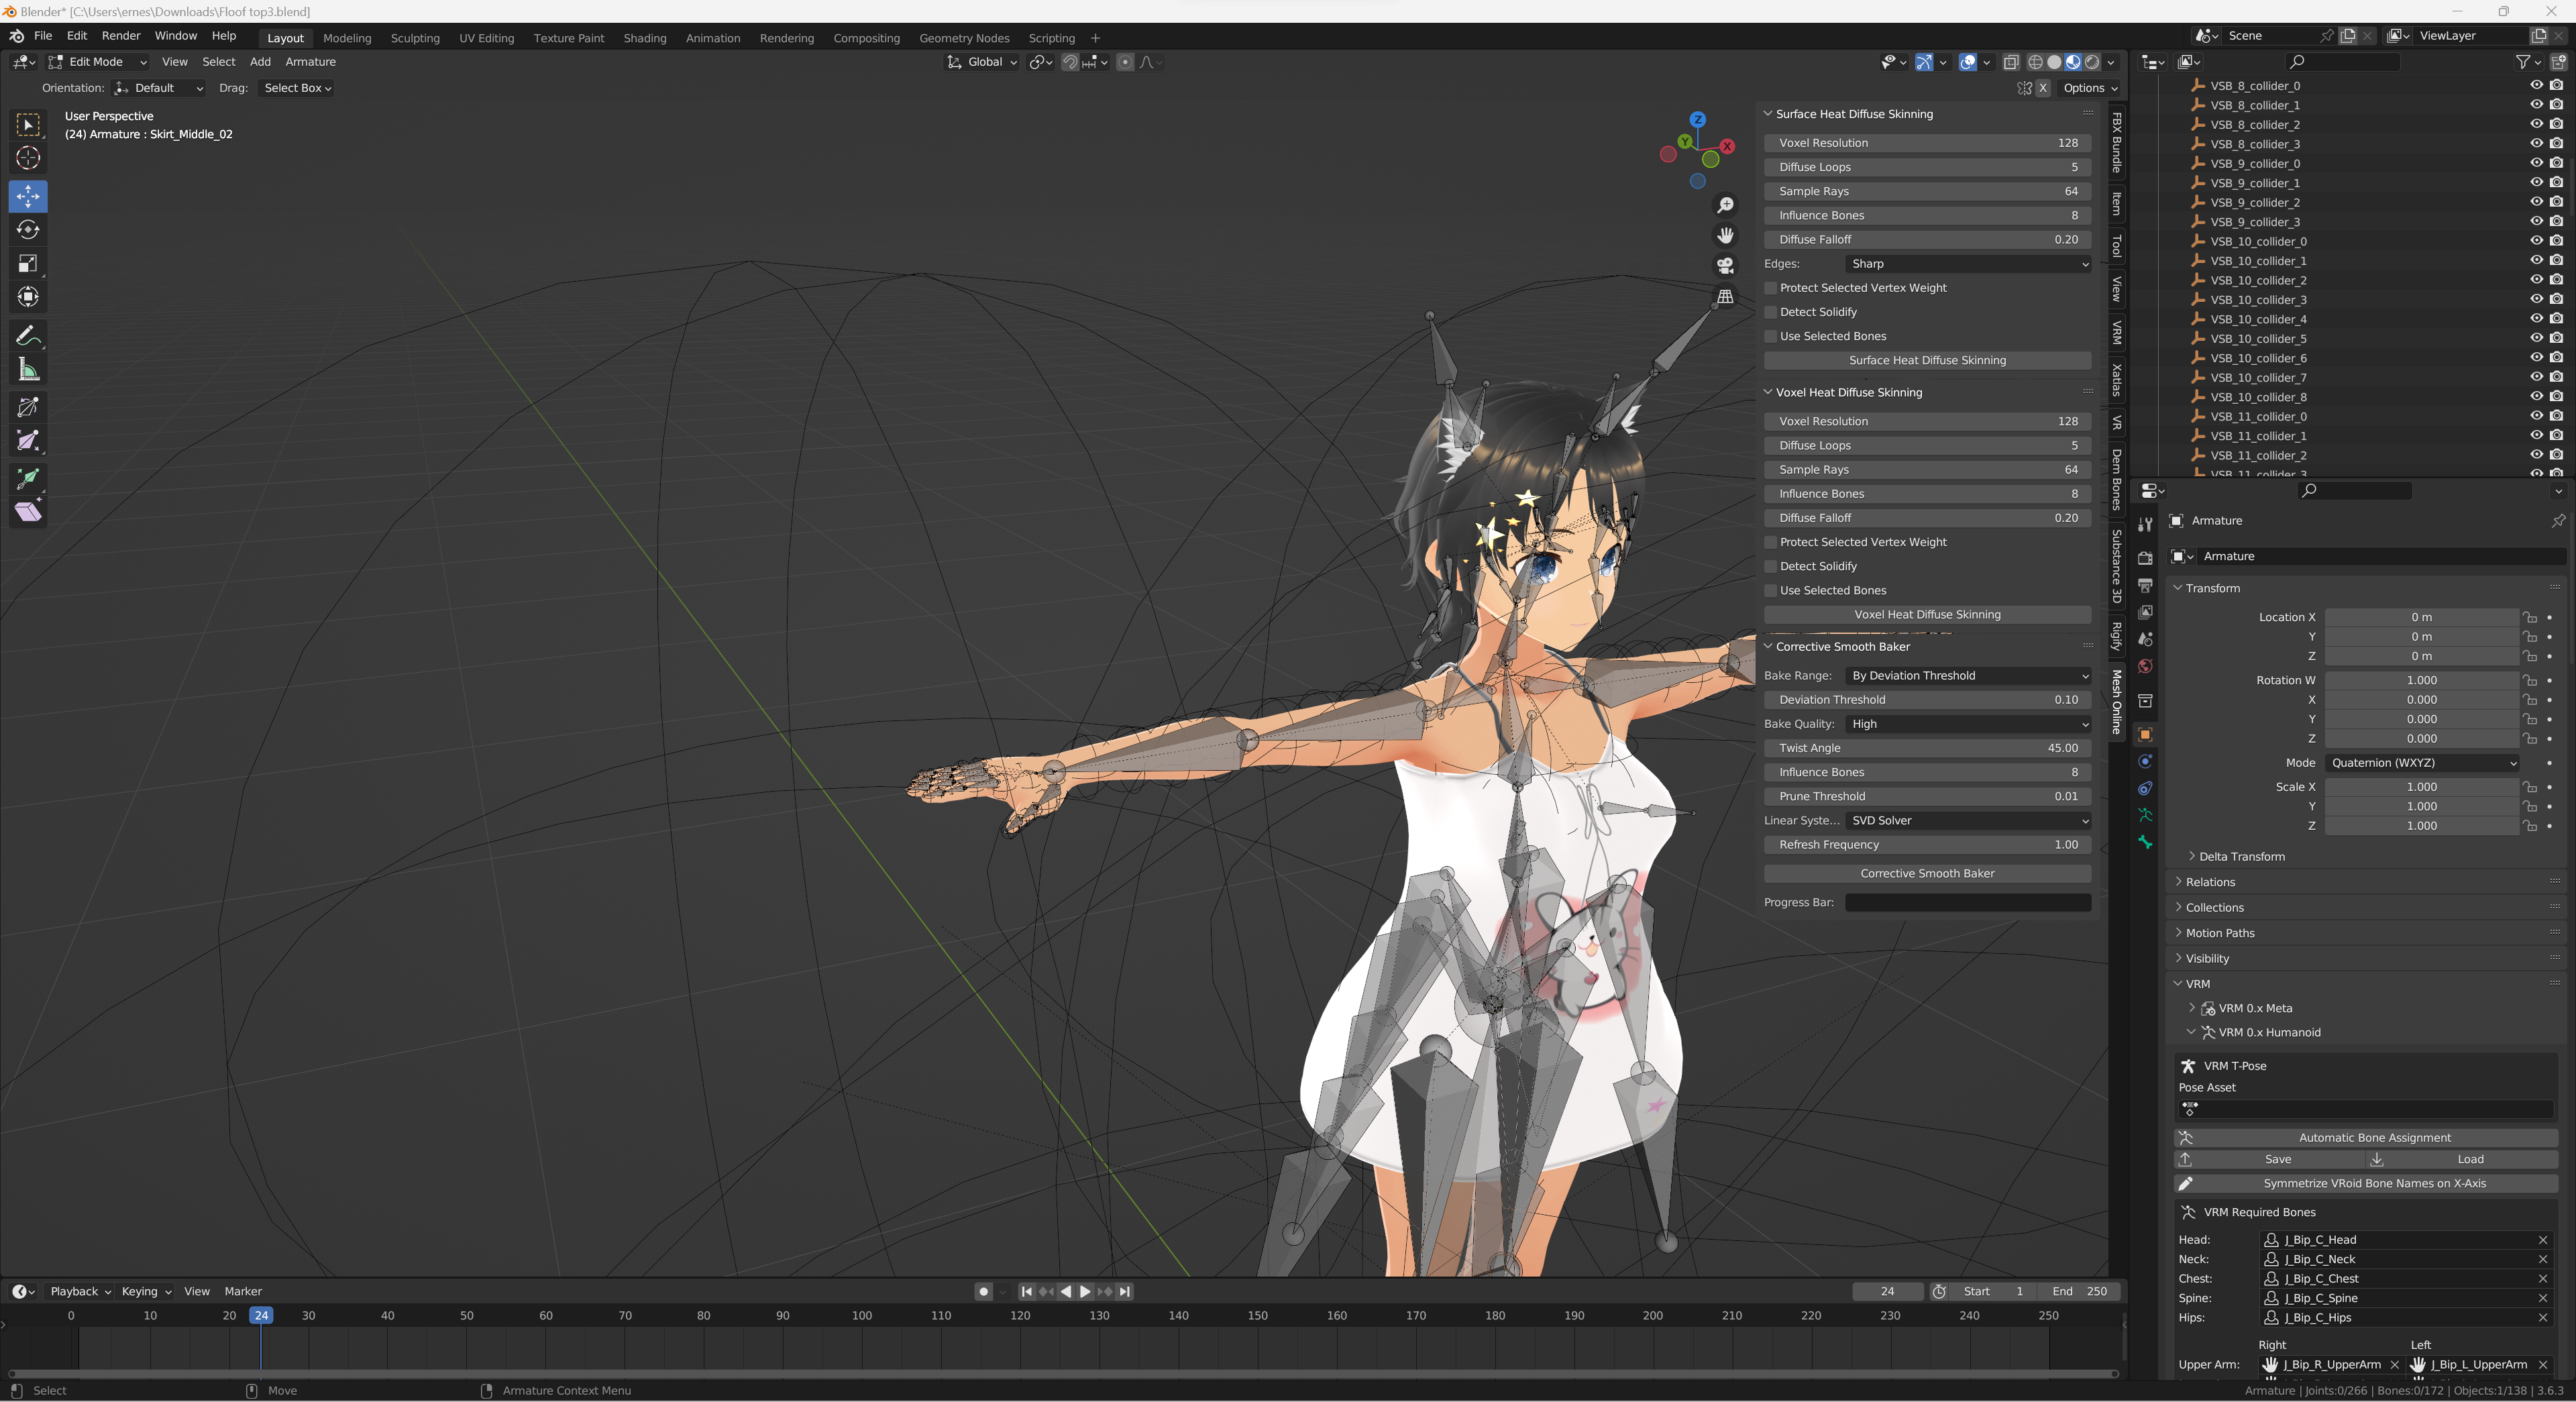 Blender* [C:\Users\ernes\Downloads\Floof top3.blend]
File Edit Render Window Help Layout Modeling Sculpting UV Editing Texture Paint Shading Animation Rendering Compositing Geometry Nodes Scripting + Scene ViewLayer
Edit Mode View Select Add Armature Global
Orientation: Default Drag: Select Box X Options
User Perspective
(24) Armature : Skirt_Middle_02
Z
Y
X
Surface Heat Diffuse Skinning
Voxel Resolution 128
Diffuse Loops 5
Sample Rays 64
Influence Bones 8
Diffuse Falloff 0.20
Edges: Sharp
Protect Selected Vertex Weight
Detect Solidify
Use Selected Bones
Surface Heat Diffuse Skinning
Voxel Heat Diffuse Skinning
Voxel Resolution 128
Diffuse Loops 5
Sample Rays 64
Influence Bones 8
Diffuse Falloff 0.20
Protect Selected Vertex Weight
Detect Solidify
Use Selected Bones
Voxel Heat Diffuse Skinning
Corrective Smooth Baker
Bake Range: By Deviation Threshold
Deviation Threshold 0.10
Bake Quality: High
Twist Angle 45.00
Influence Bones 8
Prune Threshold 0.01
Linear Syste... SVD Solver
Refresh Frequency 1.00
Corrective Smooth Baker
Progress Bar:
FBX Bundle
Item
Tool
View
VRM
Xatlas
VR
Dem Bones
Substance 3D
Rigify
Mesh Online
VSB_8_collider_0
VSB_8_collider_1
VSB_8_collider_2
VSB_8_collider_3
VSB_9_collider_0
VSB_9_collider_1
VSB_9_collider_2
VSB_9_collider_3
VSB_10_collider_0
VSB_10_collider_1
VSB_10_collider_2
VSB_10_collider_3
VSB_10_collider_4
VSB_10_collider_5
VSB_10_collider_6
VSB_10_collider_7
VSB_10_collider_8
VSB_11_collider_0
VSB_11_collider_1
VSB_11_collider_2
VSB_11_collider_3
Armature
Armature
Transform
Location X 0 m
Y 0 m
Z 0 m
Rotation W 1.000
X 0.000
Y 0.000
Z 0.000
Mode Quaternion (WXYZ)
Scale X 1.000
Y 1.000
Z 1.000
Delta Transform
Relations
Collections
Motion Paths
Visibility
VRM
VRM 0.x Meta
VRM 0.x Humanoid
VRM T-Pose
Pose Asset
Automatic Bone Assignment
Save Load
Symmetrize VRoid Bone Names on X-Axis
VRM Required Bones
Head: J_Bip_C_Head
Neck: J_Bip_C_Neck
Chest: J_Bip_C_Chest
Spine: J_Bip_C_Spine
Hips: J_Bip_C_Hips
Right Left
Upper Arm: J_Bip_R_UpperArm J_Bip_L_UpperArm
Playback Keying View Marker 24 Start 1 End 250
0 10 20 24 30 40 50 60 70 80 90 100 110 120 130 140 150 160 170 180 190 200 210 220 230 240 250
Select Move Armature Context Menu Armature | Joints:0/266 | Bones:0/172 | Objects:1/138 | 3.6.3